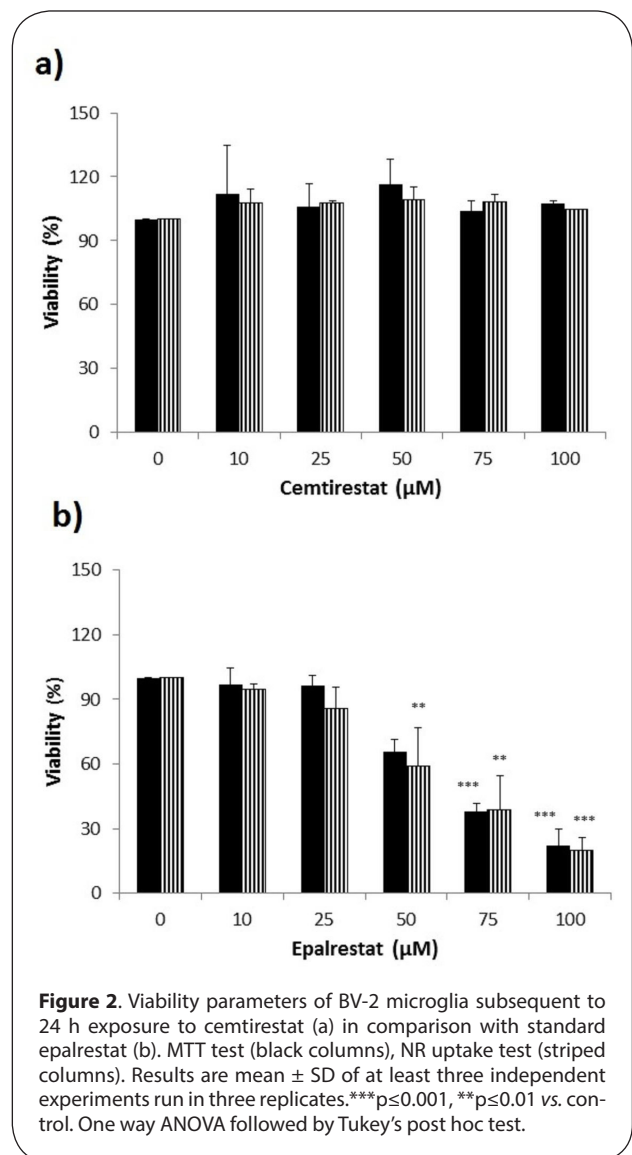 a)
150
120
90
60
30
0
Viability (%)
0 10 25 50 75 100
Cemtirestat (µM)
b)
150
120
90
60
30
0
Viability (%)
**
***
**
***
***
0 10 25 50 75 100
Epalrestat (µM)
Figure 2. Viability parameters of BV-2 microglia subsequent to
24 h exposure to cemtirestat (a) in comparison with standard
epalrestat (b). MTT test (black columns), NR uptake test (striped
columns). Results are mean ± SD of at least three independent
experiments run in three replicates.***p≤0.001, **p≤0.01 vs. con-
trol. One way ANOVA followed by Tukey’s post hoc test.